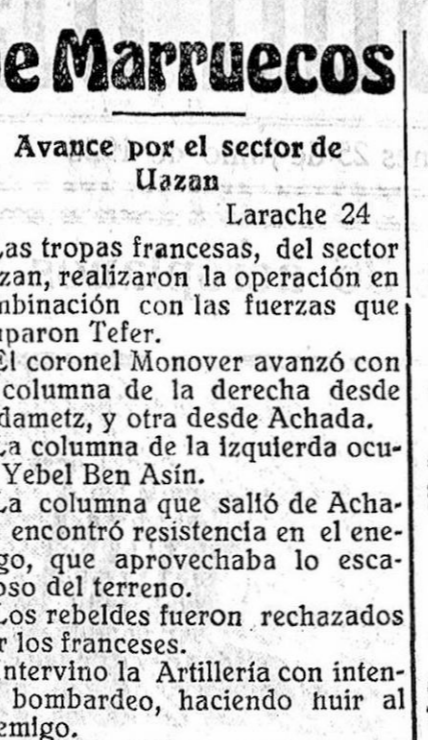 e Marruecos
Avance por el sector de
Uazan
Larache 24
Las tropas francesas, del sector
zan, realizaron la operación en
mbinación con las fuerzas que
uparon Tefer.
El coronel Monover avanzó con
columna de la derecha desde
dametz, y otra desde Achada.
La columna de la izquierda ocu-
Yebel Ben Asín.
La columna que salió de Acha-
encontró resistencia en el ene-
go, que aprovechaba lo esca-
oso del terreno.
Los rebeldes fueron rechazados
r los franceses.
Intervino la Artillería con inten-
bombardeo, haciendo huir al
emigo.